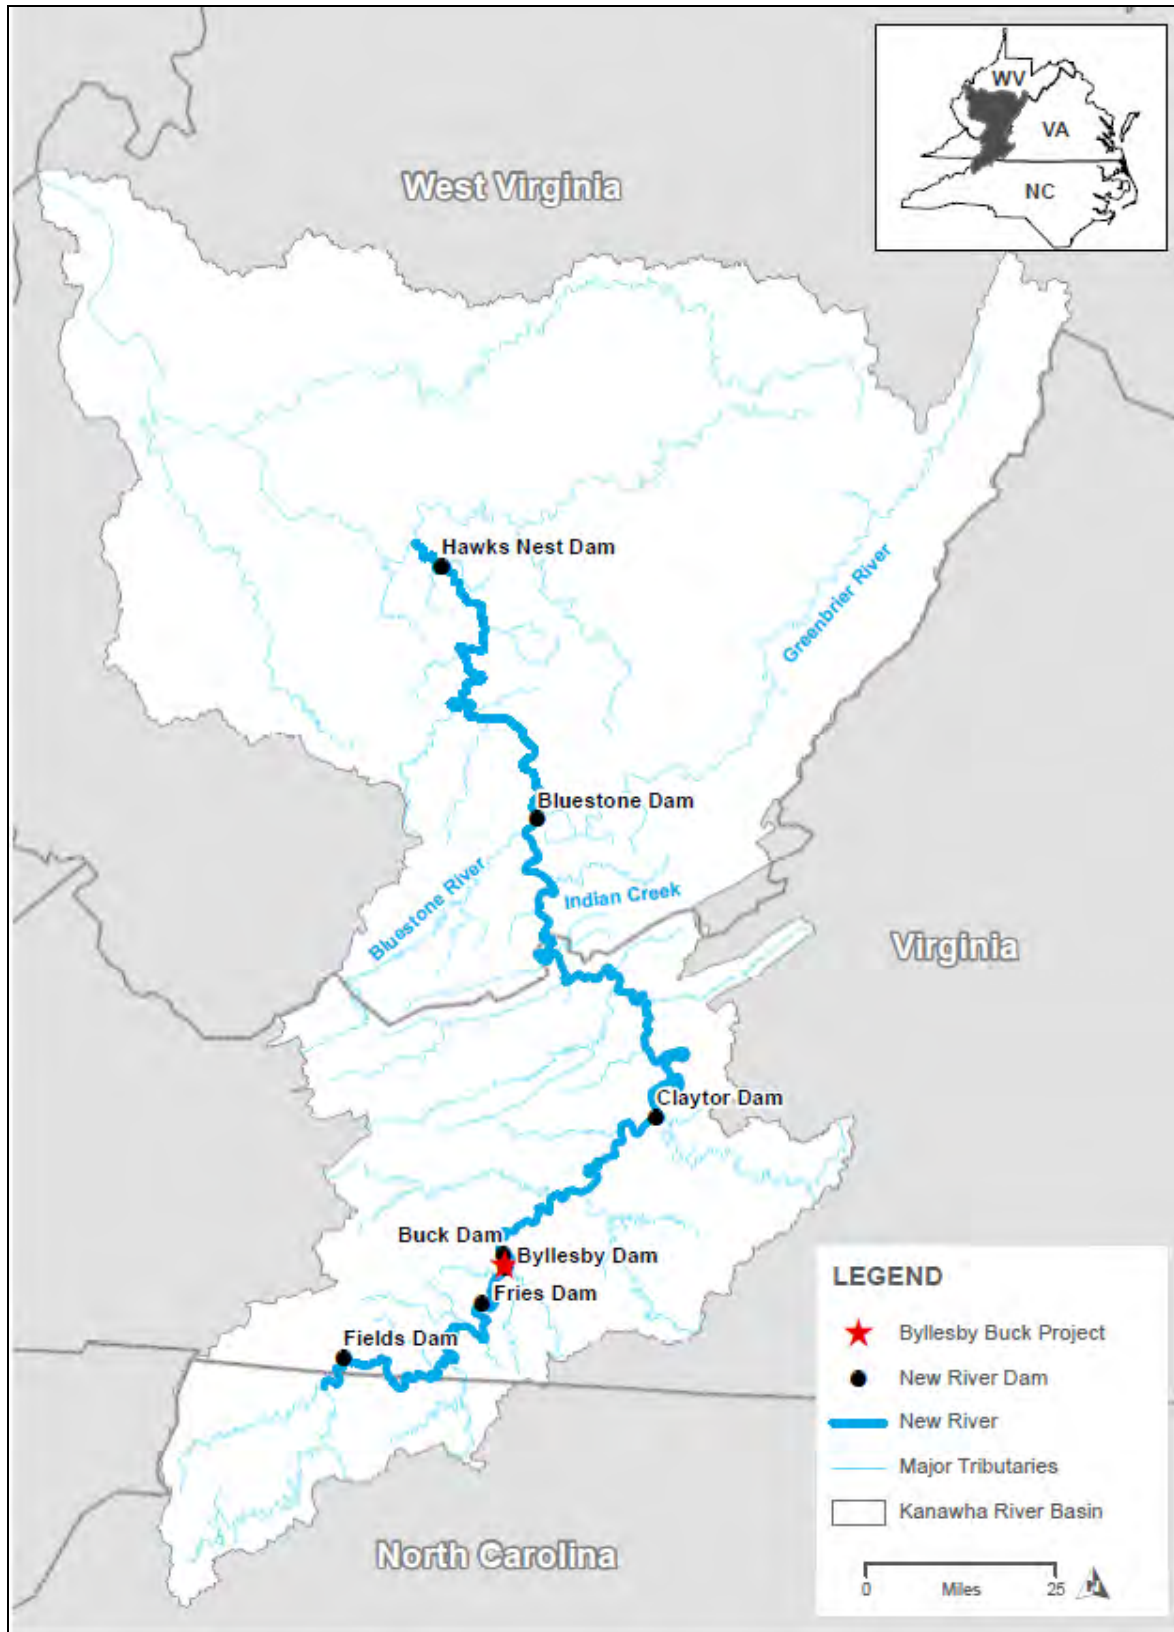 WV
VA
NC
West Virginia
Hawks Nest Dam
Greenbrier River
Bluestone Dam
Bluestone River
Indian Creek
Virginia
Claytor Dam
Buck Dam
Byllesby Dam
Fries Dam
Fields Dam
North Carolina
LEGEND
Byllesby Buck Project
New River Dam
New River
Major Tributaries
Kanawha River Basin
0 Miles 25
N